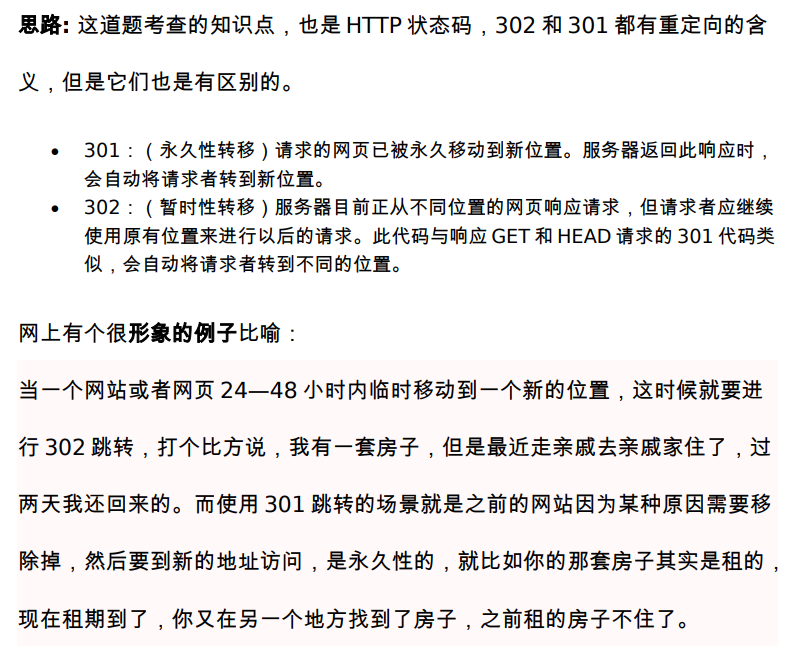 思路: 这道题考查的知识点，也是 HTTP 状态码，302 和 301 都有重定向的含
义，但是它们也是有区别的。
• 301：（永久性转移）请求的网页已被永久移动到新位置。服务器返回此响应时，
会自动将请求者转到新位置。
• 302：（暂时性转移）服务器目前正从不同位置的网页响应请求，但请求者应继续
使用原有位置来进行以后的请求。此代码与响应 GET 和 HEAD 请求的 301 代码类
似，会自动将请求者转到不同的位置。
网上有个很形象的例子比喻：
当一个网站或者网页 24—48 小时内临时移动到一个新的位置，这时候就要进
行 302 跳转，打个比方说，我有一套房子，但是最近走亲戚去亲戚家住了，过
两天我还回来的。而使用 301 跳转的场景就是之前的网站因为某种原因需要移
除掉，然后要到新的地址访问，是永久性的，就比如你的那套房子其实是租的，
现在租期到了，你又在另一个地方找到了房子，之前租的房子不住了。